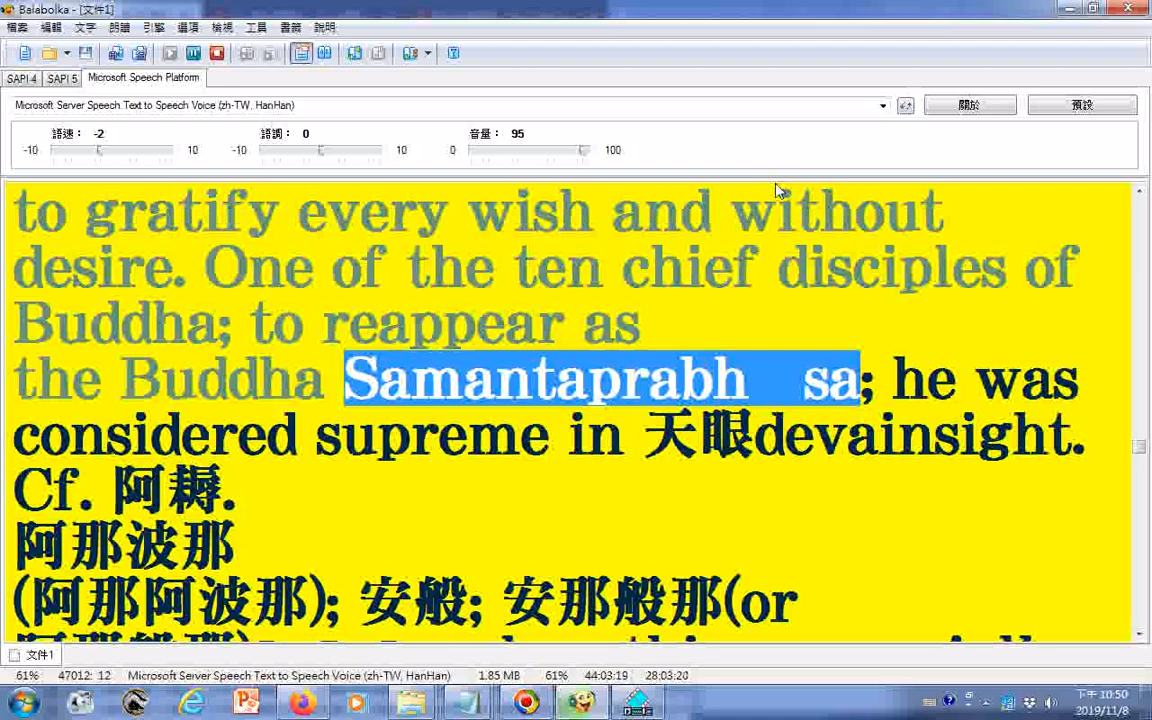 Balabolka - [文件1]
檔案 編輯 文字 朗讀 引擎 選項 檢視 工具 書籤 說明
SAPI 4 SAPI 5 Microsoft Speech Platform
Microsoft Server Speech Text to Speech Voice (zh-TW, HanHan) 關於 預設
語速： -2 語調： 0 音量： 95
-10 10 -10 10 0 100
to gratify every wish and without
desire. One of the ten chief disciples of
Buddha; to reappear as
the Buddha Samantaprabh sa; he was
considered supreme in 天眼devainsight.
Cf. 阿耨.
阿那波那
(阿那阿波那); 安般; 安那般那(or
文件1
61% 47012: 12 Microsoft Server Speech Text to Speech Voice (zh-TW, HanHan) 1.85 MB 61% 44:03:19 28:03:20
下午 10:50
2019/11/8